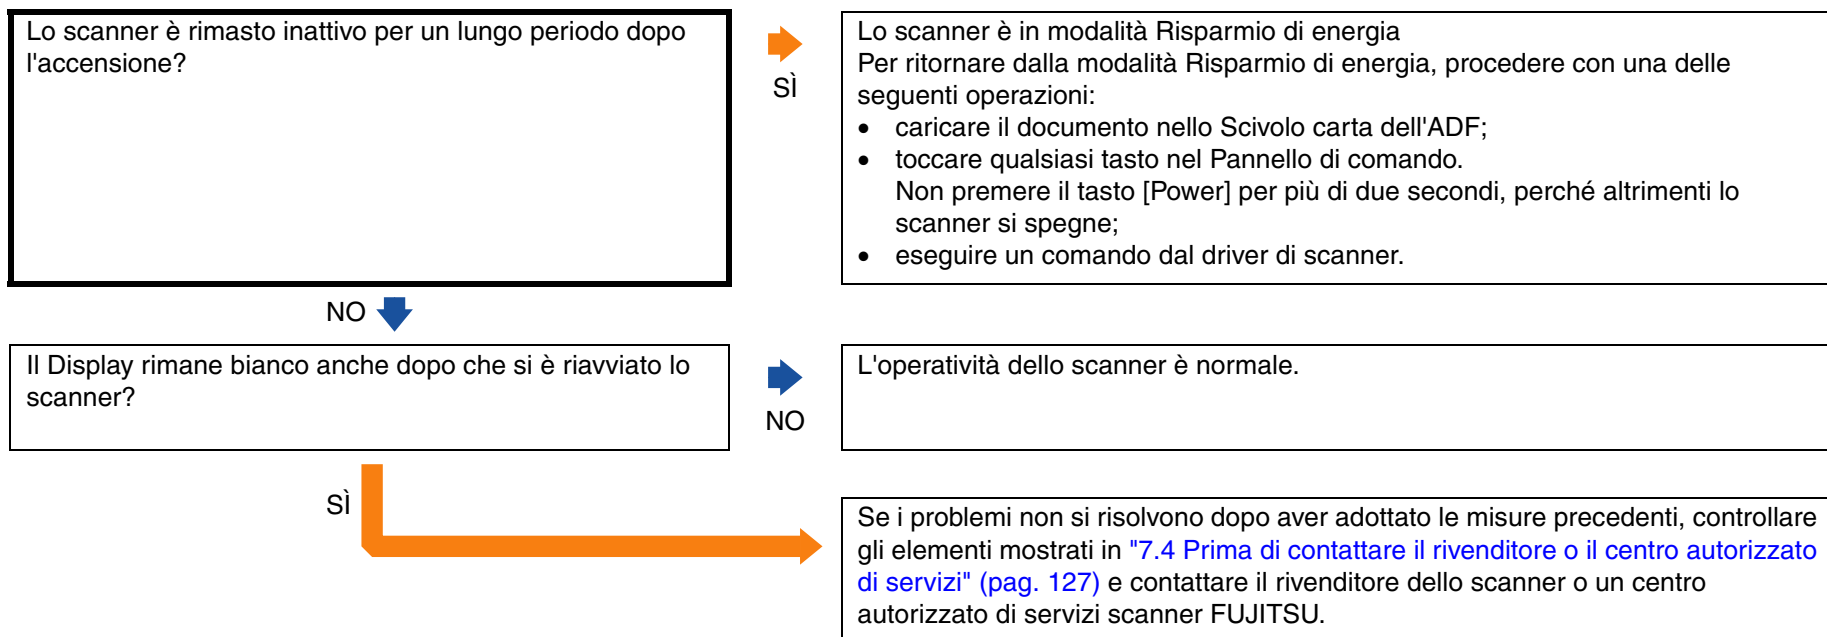 Lo scanner è rimasto inattivo per un lungo periodo dopo
l'accensione?
SÌ
Lo scanner è in modalità Risparmio di energia
Per ritornare dalla modalità Risparmio di energia, procedere con una delle
seguenti operazioni:
• caricare il documento nello Scivolo carta dell'ADF;
• toccare qualsiasi tasto nel Pannello di comando.
Non premere il tasto [Power] per più di due secondi, perché altrimenti lo
scanner si spegne;
• eseguire un comando dal driver di scanner.
NO
Il Display rimane bianco anche dopo che si è riavviato lo
scanner?
NO
L'operatività dello scanner è normale.
SÌ
Se i problemi non si risolvono dopo aver adottato le misure precedenti, controllare
gli elementi mostrati in "7.4 Prima di contattare il rivenditore o il centro autorizzato
di servizi" (pag. 127) e contattare il rivenditore dello scanner o un centro
autorizzato di servizi scanner FUJITSU.